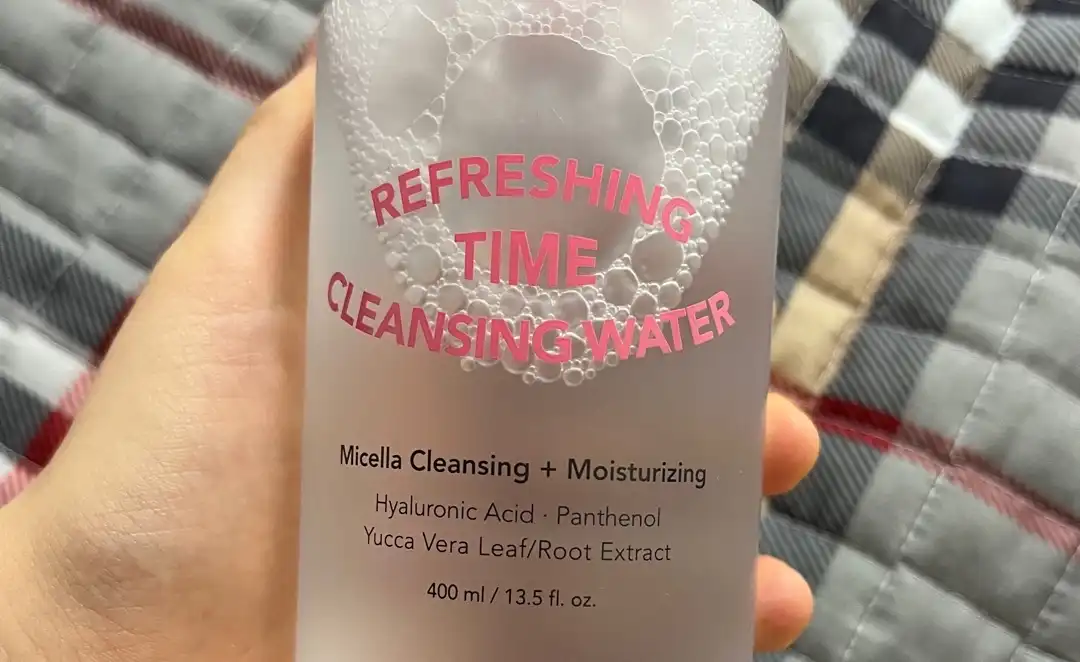 REFRESHING
TIME
CLEANSING WATER
Micella Cleansing + Moisturizing
Hyaluronic Acid · Panthenol
Yucca Vera Leaf/Root Extract
400 ml / 13.5 fl. oz.